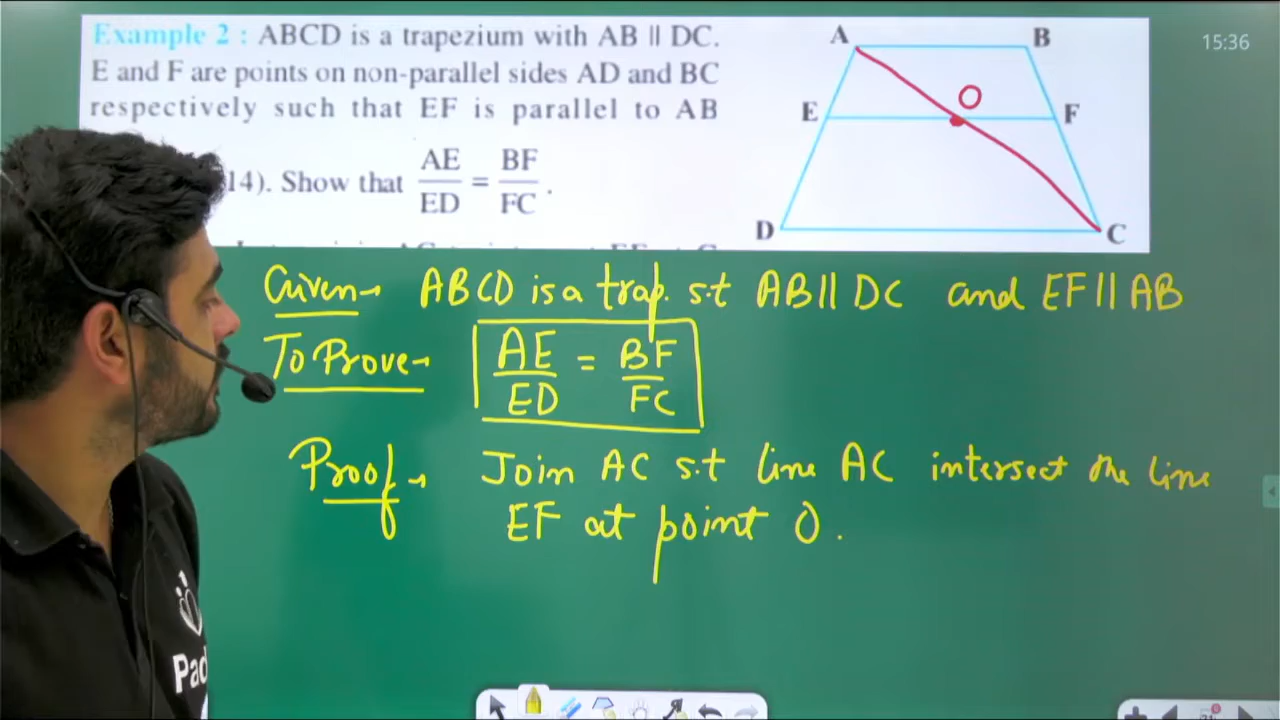 Example 2 : ABCD is a trapezium with AB || DC.
E and F are points on non-parallel sides AD and BC
respectively such that EF is parallel to AB
14). Show that AE/ED = BF/FC .
A
B
O
E
F
D
C
15:36
Given→ ABCD is a trap. s.t AB || DC and EF || AB
To Prove→ AE/ED = BF/FC
Proof→ Join AC s.t line AC intersect the line
EF at point O.